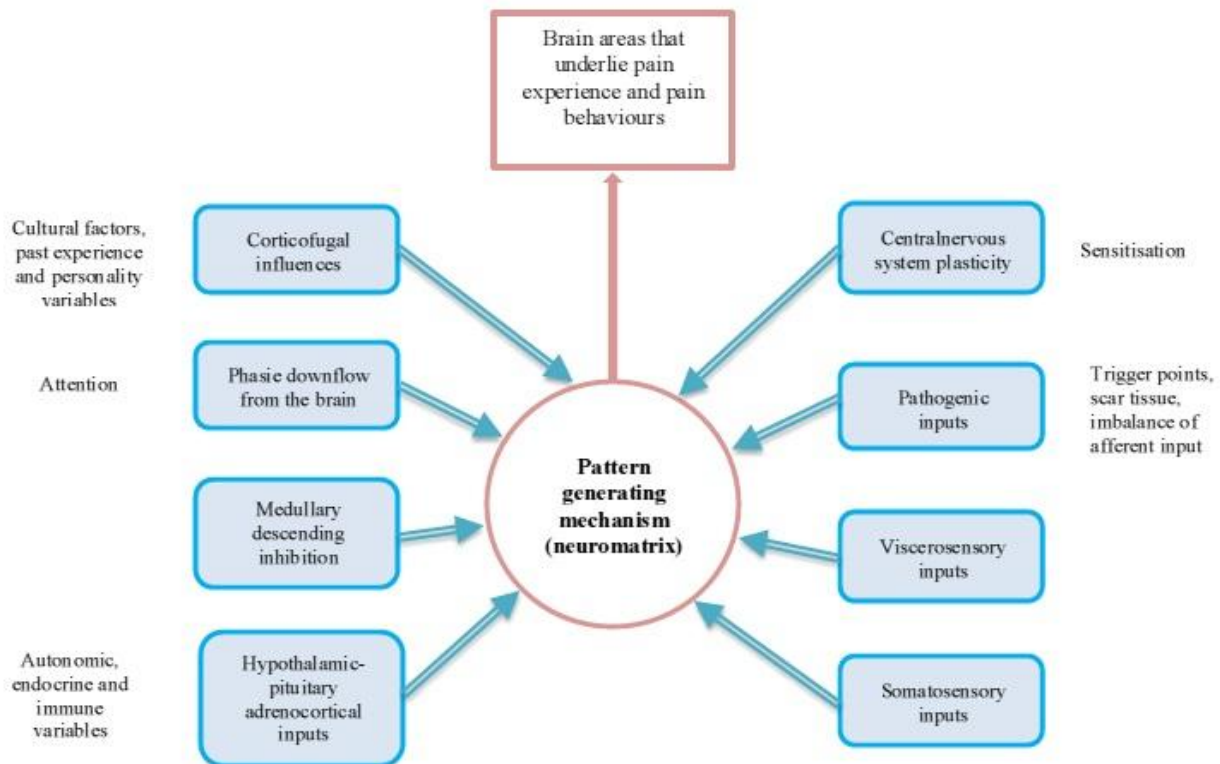 Brain areas that
underlie pain
experience and pain
behaviours
Cultural factors,
past experience
and personality
variables
Corticofugal
influences
Centralnervous
system plasticity
Sensitisation
Attention
Phasie downflow
from the brain
Pathogenic
inputs
Trigger points,
scar tissue,
imbalance of
afferent input
Pattern
generating
mechanism
(neuromatrix)
Medullary
descending
inhibition
Viscerosensory
inputs
Autonomic,
endocrine and
immune
variables
Hypothalamic-
pituitary
adrenocortical
inputs
Somatosensory
inputs